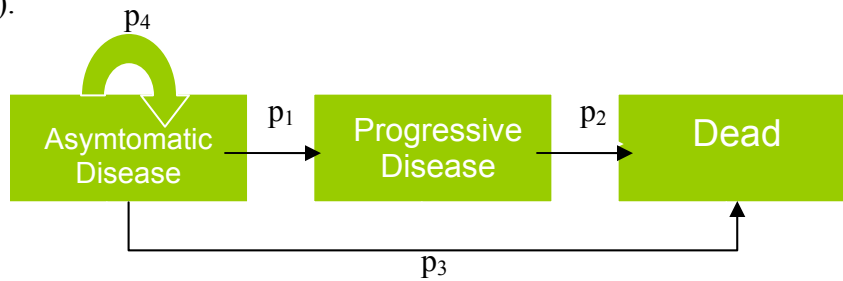 ).
p4
p1
p2
Asymtomatic
Disease
Progressive
Disease
Dead
p3